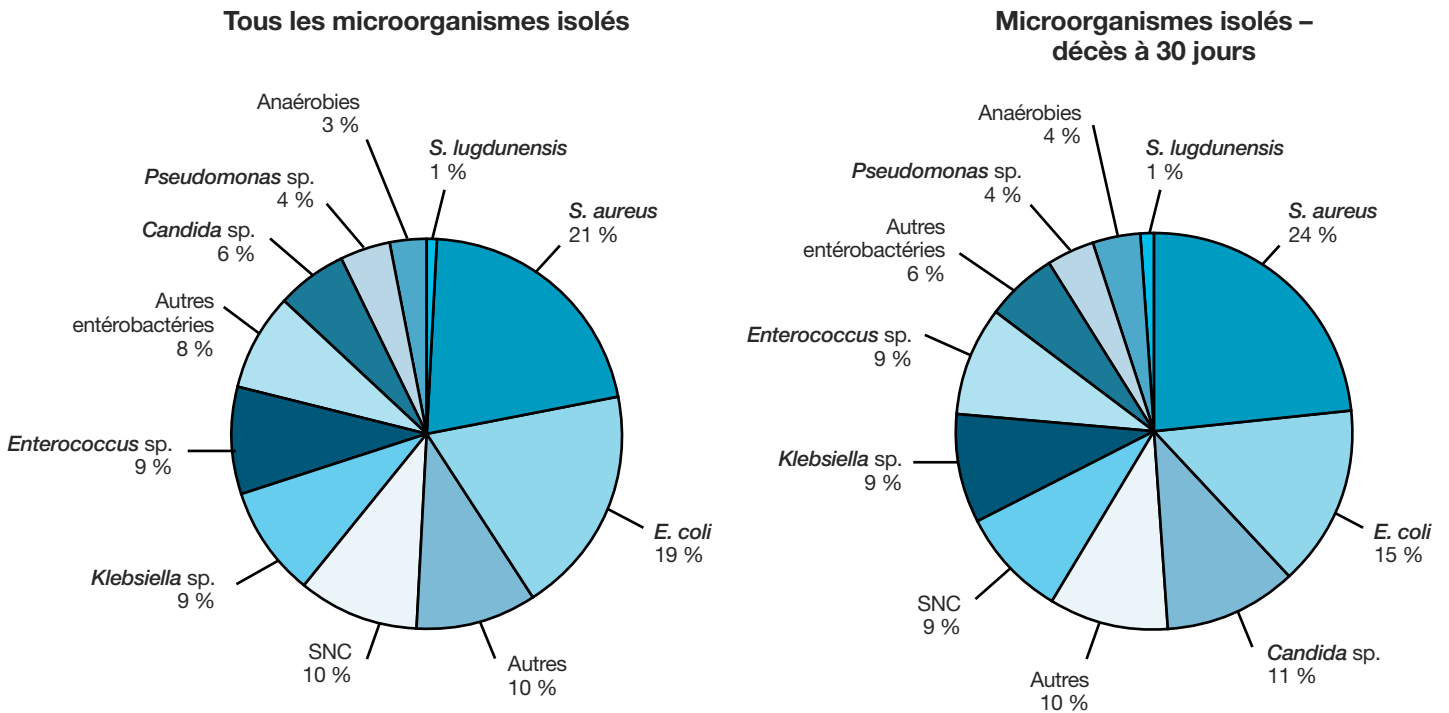 Tous les microorganismes isolés
Anaérobies
3 %
S. lugdunensis
1 %
Pseudomonas sp.
4 %
S. aureus
21 %
Candida sp.
6 %
Autres
entérobactéries
8 %
Enterococcus sp.
9 %
E. coli
19 %
Klebsiella sp.
9 %
SNC
10 %
Autres
10 %
Microorganismes isolés –
décès à 30 jours
Anaérobies
4 %
S. lugdunensis
1 %
Pseudomonas sp.
4 %
S. aureus
24 %
Autres
entérobactéries
6 %
Enterococcus sp.
9 %
Klebsiella sp.
9 %
E. coli
15 %
SNC
9 %
Candida sp.
11 %
Autres
10 %